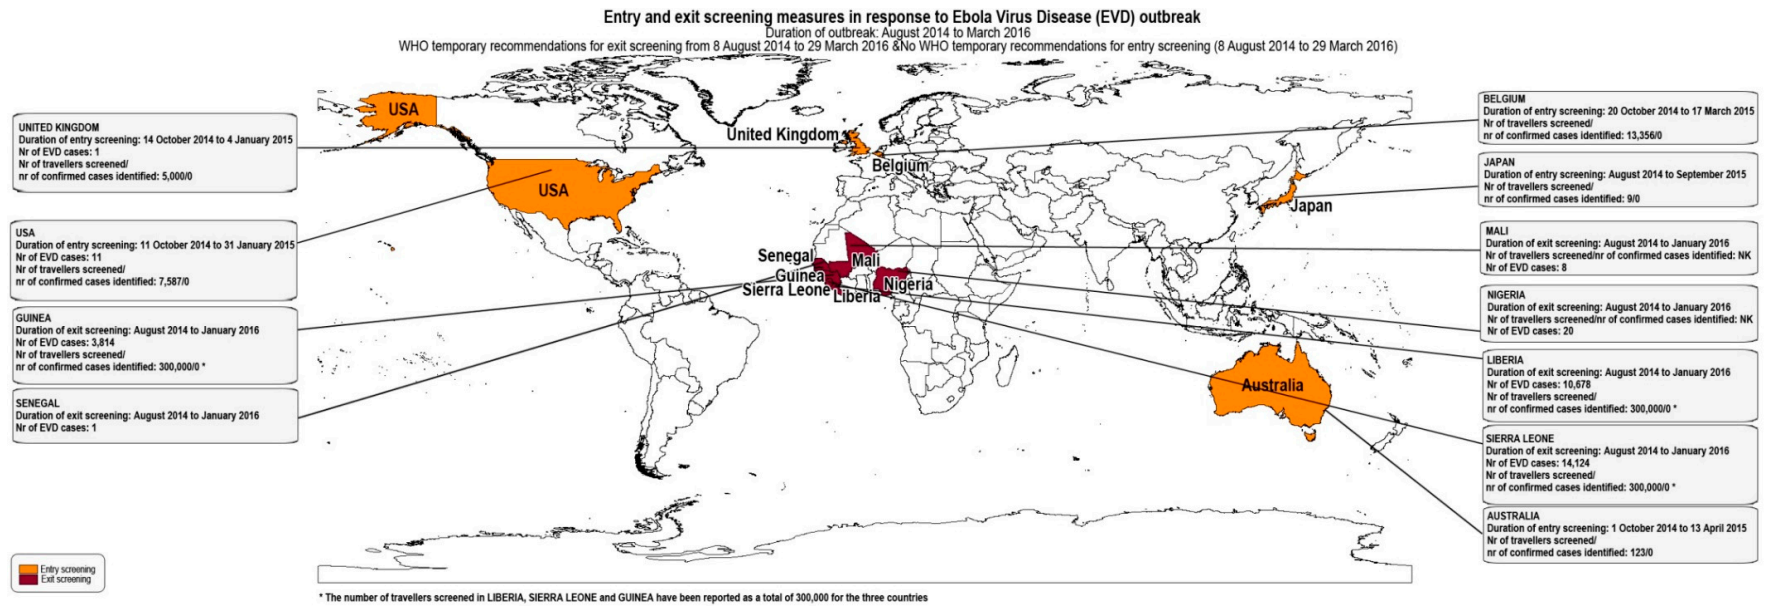 Entry and exit screening measures in response to Ebola Virus Disease (EVD) outbreak
Duration of outbreak: August 2014 to March 2016
WHO temporary recommendations for exit screening from 8 August 2014 to 29 March 2016 &No WHO temporary recommendations for entry screening (8 August 2014 to 29 March 2016)
UNITED KINGDOM
Duration of entry screening: 14 October 2014 to 4 January 2015
Nr of EVD cases: 1
Nr of travellers screened/
nr of confirmed cases identified: 5,000/0
USA
Duration of entry screening: 11 October 2014 to 31 January 2015
Nr of EVD cases: 11
Nr of travellers screened/
nr of confirmed cases identified: 7,587/0
GUINEA
Duration of exit screening: August 2014 to January 2016
Nr of EVD cases: 3,814
Nr of travellers screened/
nr of confirmed cases identified: 300,000/0 *
SENEGAL
Duration of exit screening: August 2014 to January 2016
Nr of EVD cases: 1
USA
USA
United Kingdom
Belgium
Japan
Senegal
Mali
Guinea
Nigeria
Sierra Leone
Liberia
Australia
BELGIUM
Duration of entry screening: 20 October 2014 to 17 March 2015
Nr of travellers screened/
nr of confirmed cases identified: 13,356/0
JAPAN
Duration of entry screening: August 2014 to September 2015
Nr of travellers screened/
nr of confirmed cases identified: 9/0
MALI
Duration of exit screening: August 2014 to January 2016
Nr of travellers screened/nr of confirmed cases identified: NK
Nr of EVD cases: 8
NIGERIA
Duration of exit screening: August 2014 to January 2016
Nr of travellers screened/nr of confirmed cases identified: NK
Nr of EVD cases: 20
LIBERIA
Duration of exit screening: August 2014 to January 2016
Nr of EVD cases: 10,678
Nr of travellers screened/
nr of confirmed cases identified: 300,000/0 *
SIERRA LEONE
Duration of exit screening: August 2014 to January 2016
Nr of EVD cases: 14,124
Nr of travellers screened/
nr of confirmed cases identified: 300,000/0 *
AUSTRALIA
Duration of entry screening: 1 October 2014 to 13 April 2015
Nr of travellers screened/
nr of confirmed cases identified: 123/0
Entry screening
Exit screening
* The number of travellers screened in LIBERIA, SIERRA LEONE and GUINEA have been reported as a total of 300,000 for the three countries